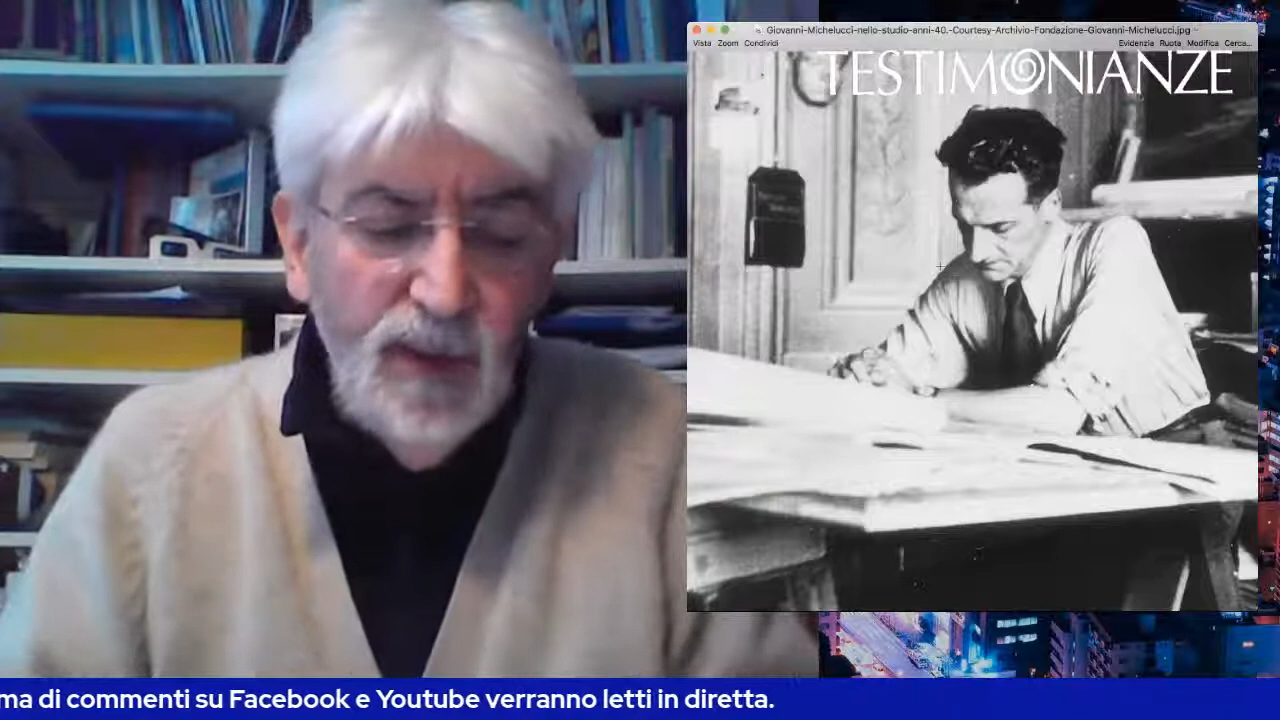 Giovanni-Michelucci-nello-studio-anni-40.-Courtesy-Archivio-Fondazione-Giovanni-Michelucci.jpg
Vista Zoom Condividi Evidenzia Ruota Modifica Cerca...
TESTIMONIANZE
ma di commenti su Facebook e Youtube verranno letti in diretta.